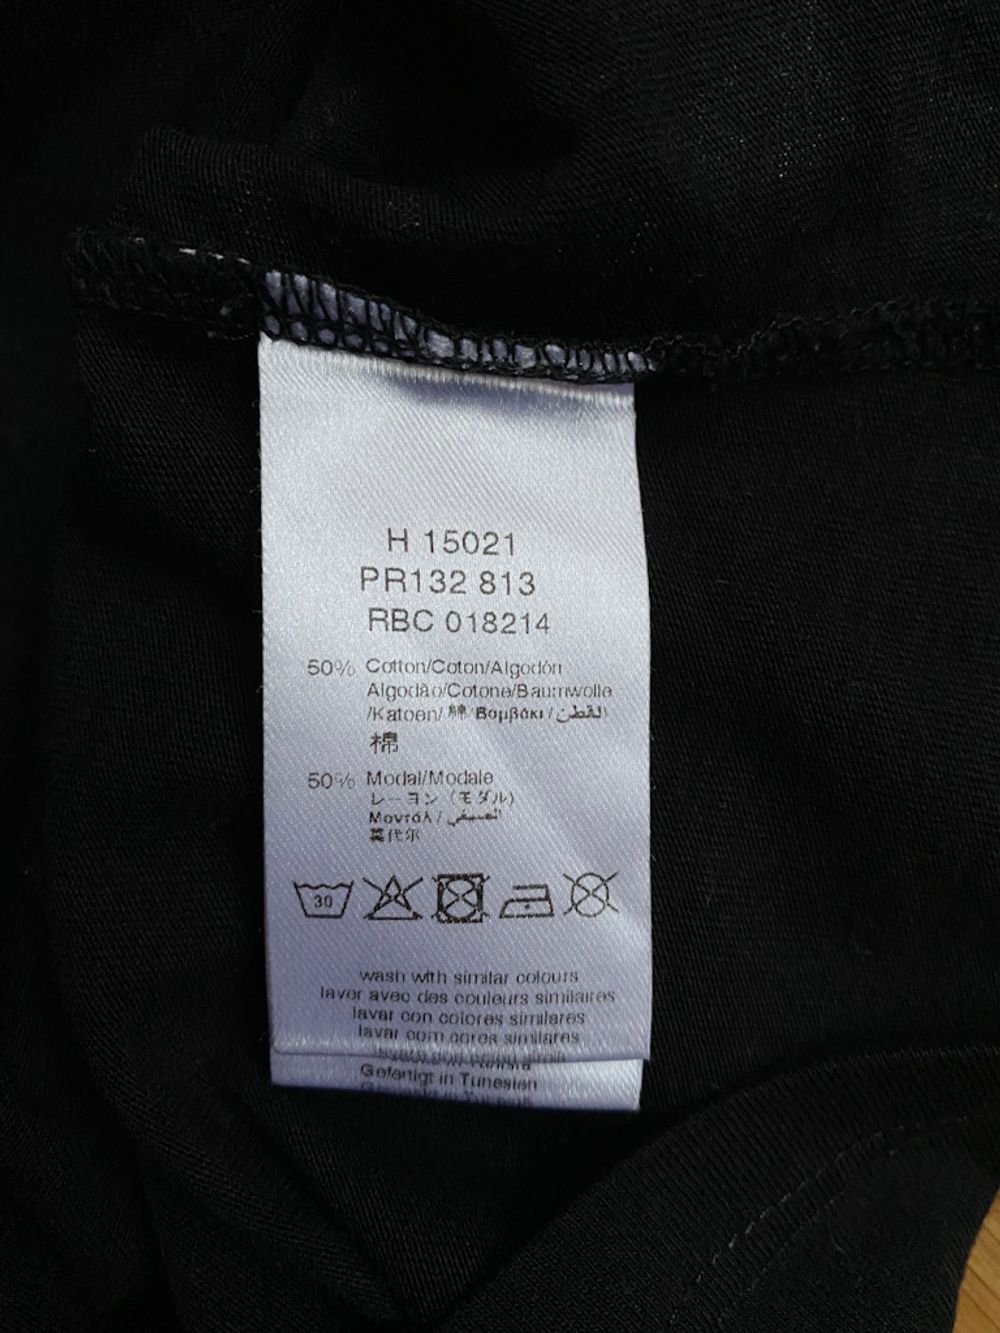 H 15021
PR132 813
RBC 018214
50% Cotton/Coton/Algodón
Algodão/Cotone/Baumwolle
/Katoen/ 綿/Βαμβάκι/القطن
棉
50% Modal/Modale
レーヨン (モダル)
Μοντάλ/
莫代尔
30
wash with similar colours
laver avec des couleurs similaires
lavar con colores similares
lavar com cores similares
Gefertigt in Tunesien